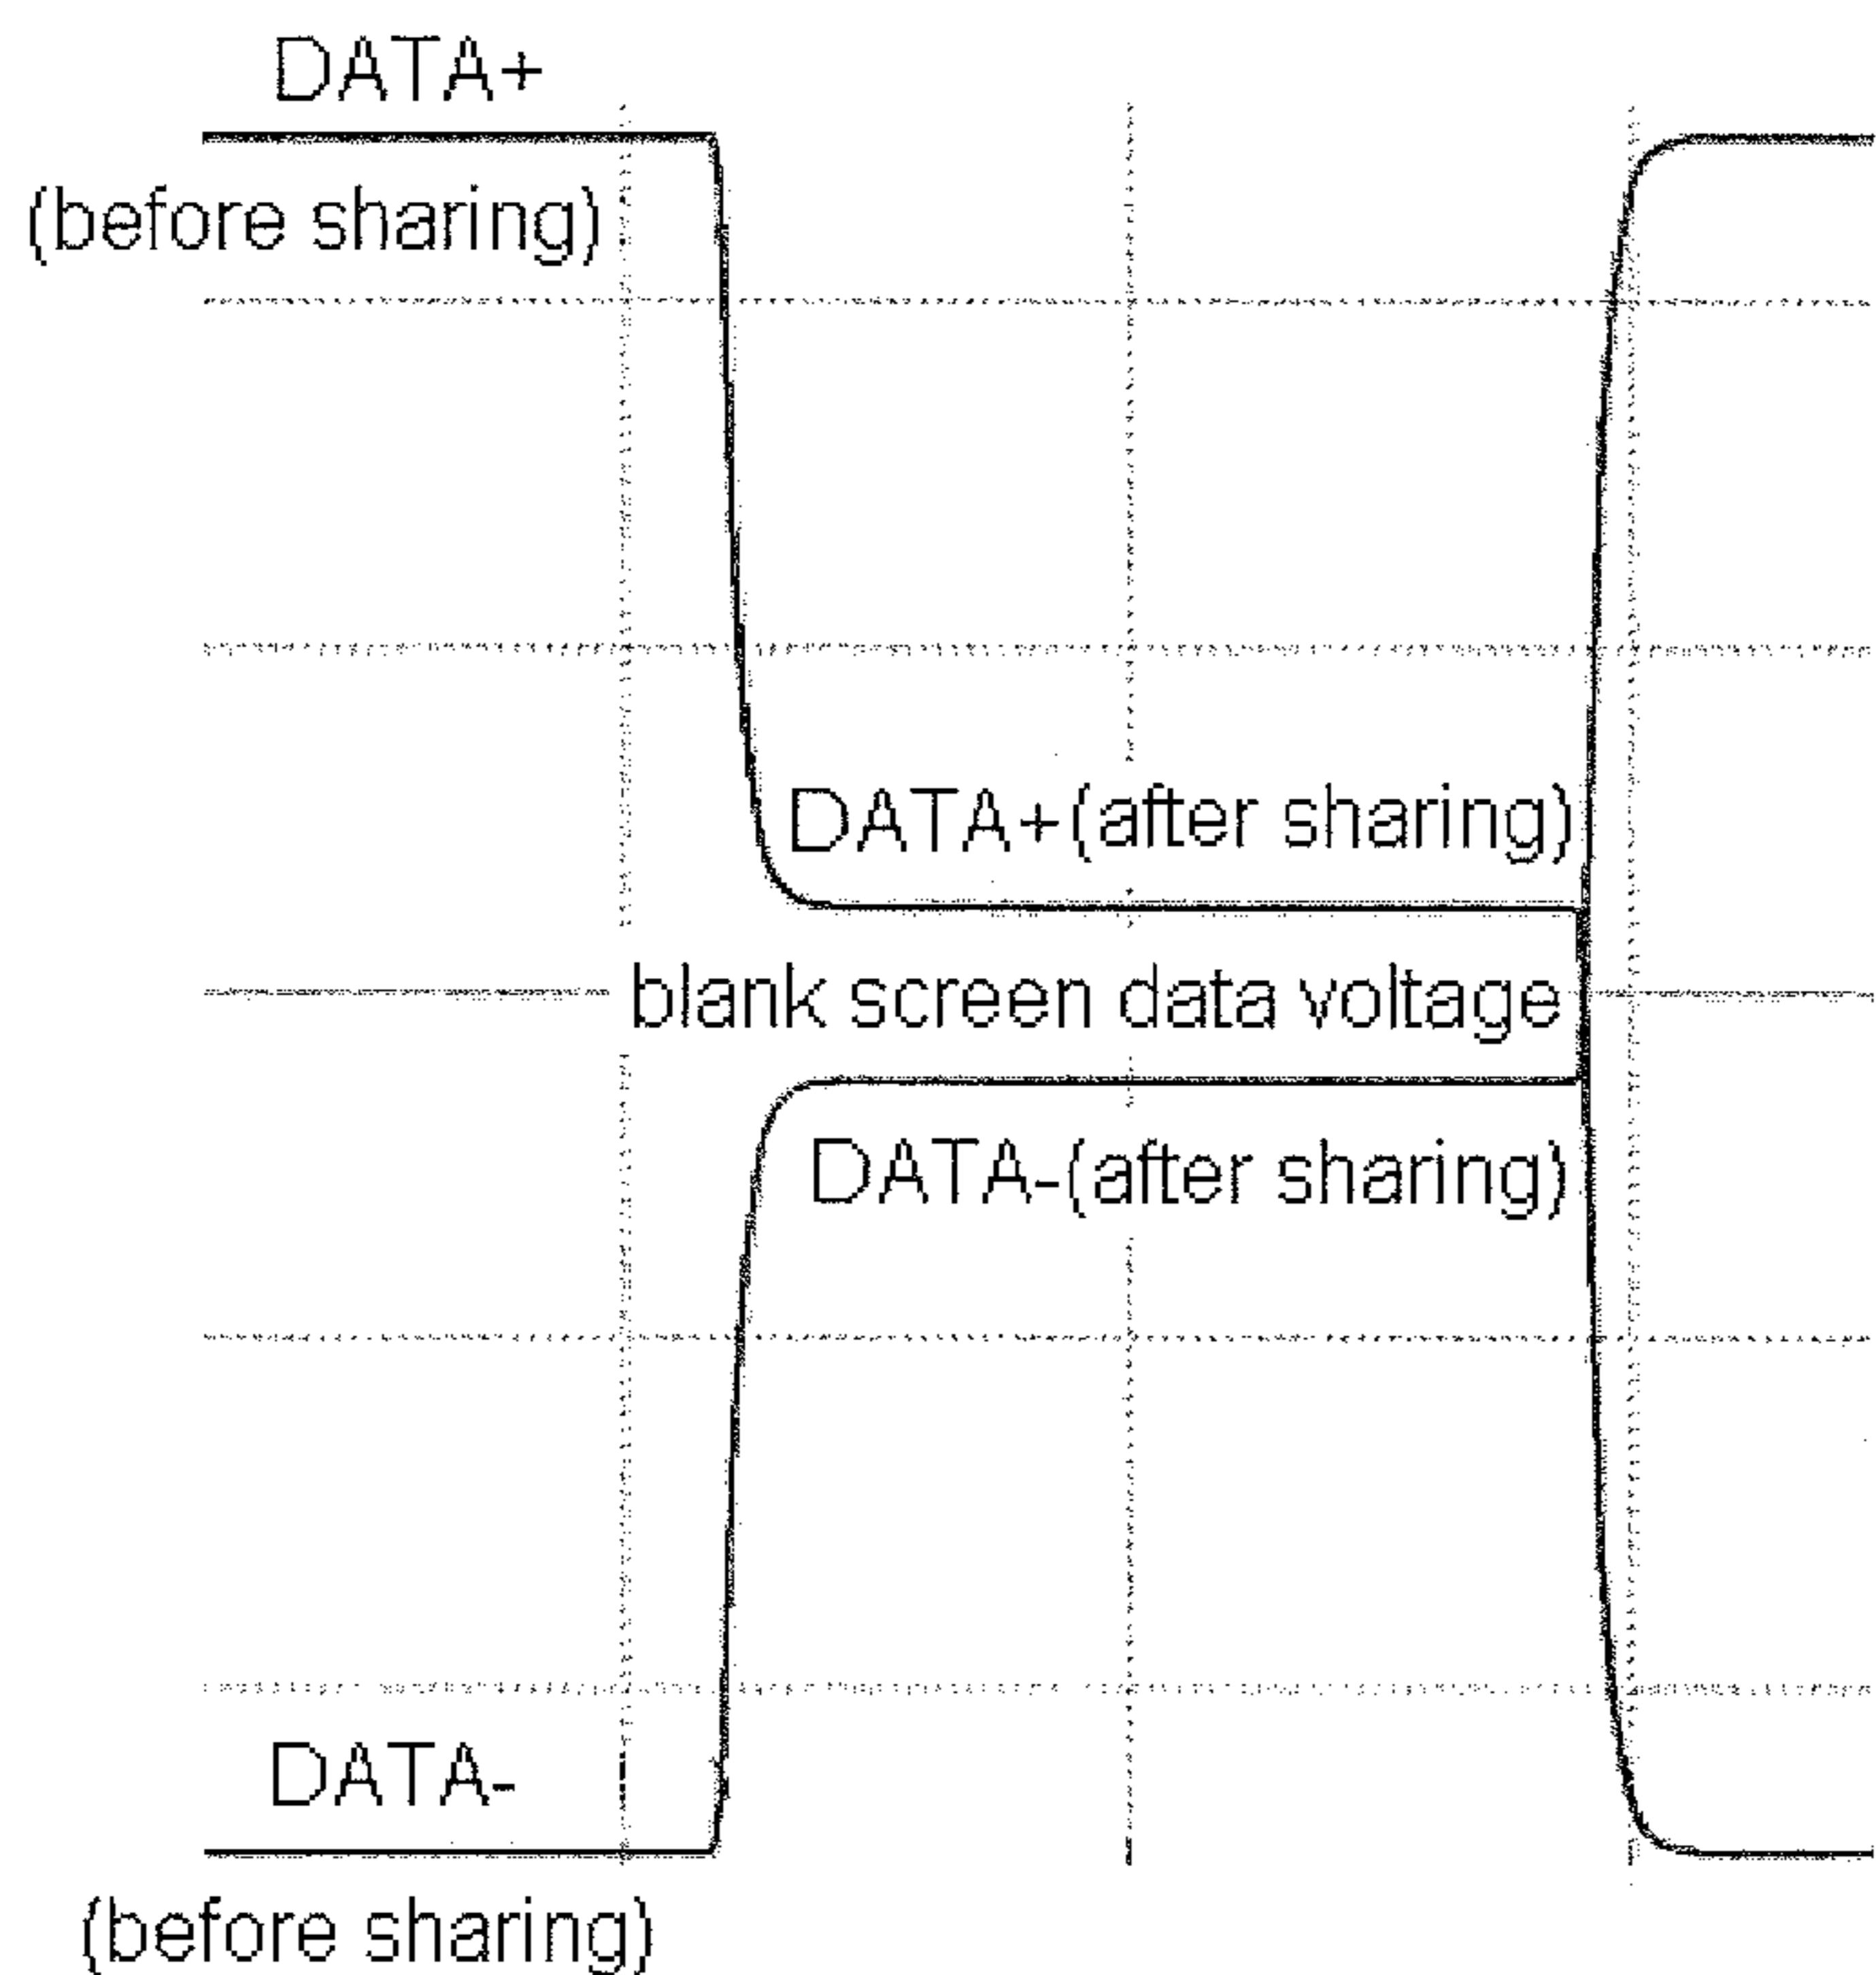 DATA+
(before sharing)
DATA+(after sharing)
blank screen data voltage
DATA-(after sharing)
DATA-
(before sharing)